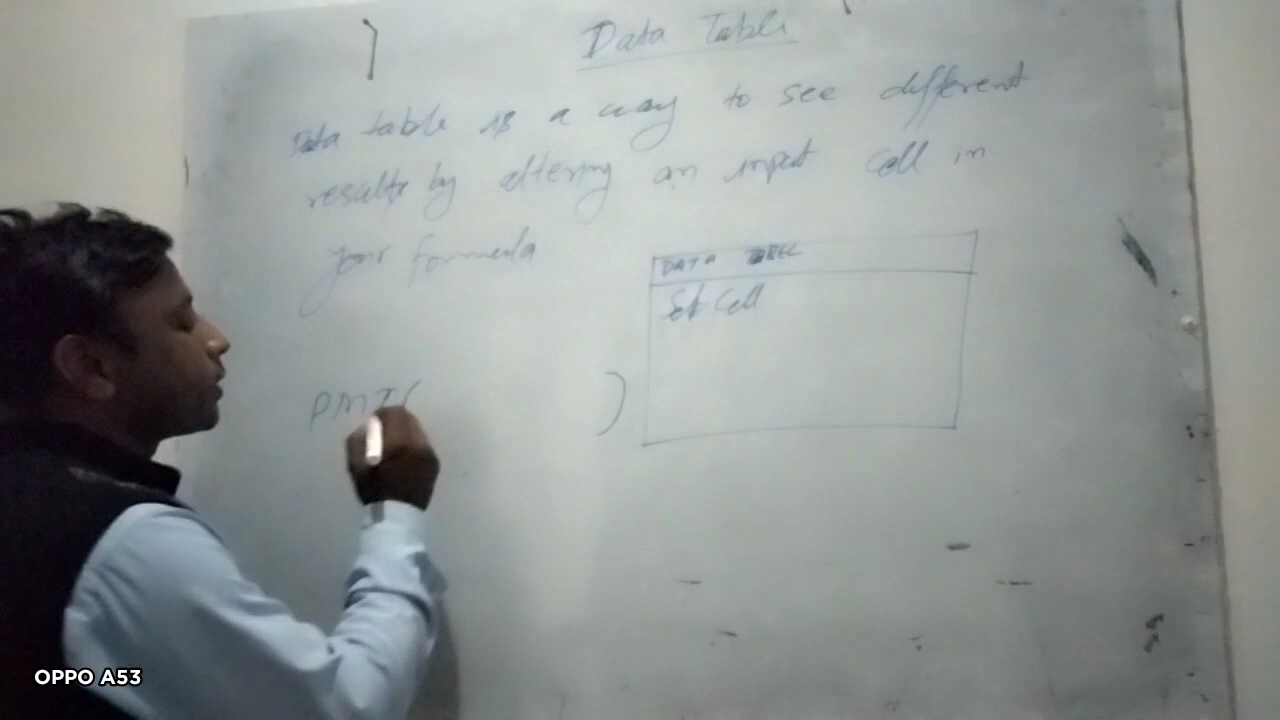 Data Table
Data table is a way to see different
results by altering an input cell in
your formula
DATA TABEL
Set Cell
PMT( )
OPPO A53